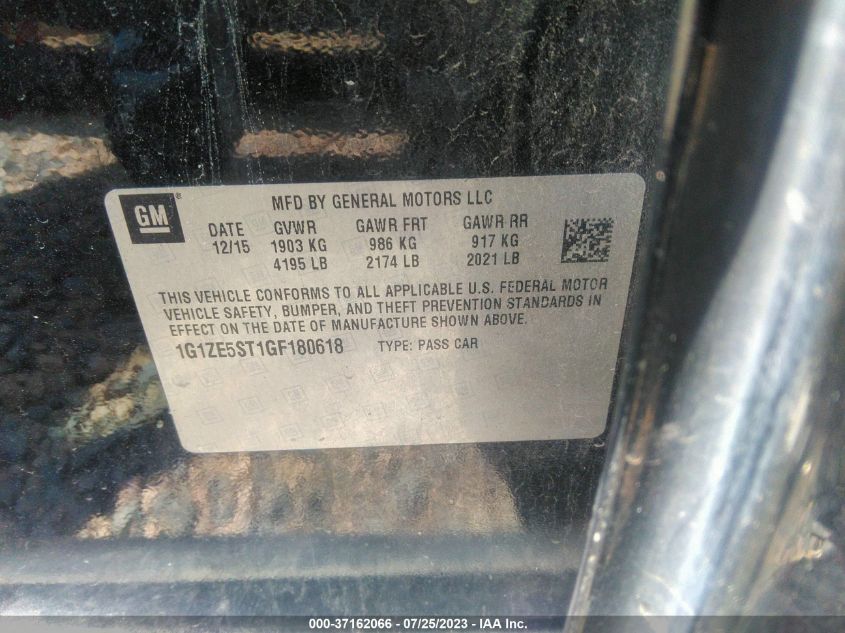 GM
MFD BY GENERAL MOTORS LLC
DATE GVWR GAWR FRT GAWR RR
12/15 1903 KG 986 KG 917 KG
4195 LB 2174 LB 2021 LB
THIS VEHICLE CONFORMS TO ALL APPLICABLE U.S. FEDERAL MOTOR
VEHICLE SAFETY, BUMPER, AND THEFT PREVENTION STANDARDS IN
EFFECT ON THE DATE OF MANUFACTURE SHOWN ABOVE.
1G1ZE5ST1GF180618 TYPE: PASS CAR
000-37162066 - 07/25/2023 - IAA Inc.